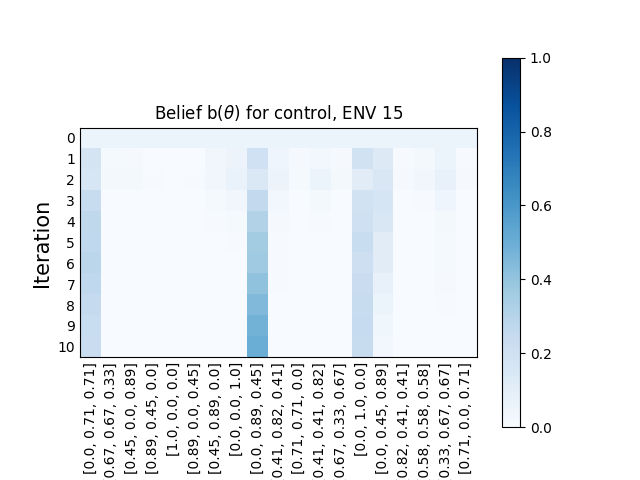 Belief b(θ) for control, ENV 15
Iteration
0
1
2
3
4
5
6
7
8
9
10
[0.0, 0.71, 0.71]
0.67, 0.67, 0.33]
[0.45, 0.0, 0.89]
[0.89, 0.45, 0.0]
[1.0, 0.0, 0.0]
[0.89, 0.0, 0.45]
[0.45, 0.89, 0.0]
[0.0, 0.0, 1.0]
[0.0, 0.89, 0.45]
0.41, 0.82, 0.41]
[0.71, 0.71, 0.0]
0.41, 0.41, 0.82]
0.67, 0.33, 0.67]
[0.0, 1.0, 0.0]
[0.0, 0.45, 0.89]
0.82, 0.41, 0.41]
0.58, 0.58, 0.58]
0.33, 0.67, 0.67]
[0.71, 0.0, 0.71]
1.0
0.8
0.6
0.4
0.2
0.0